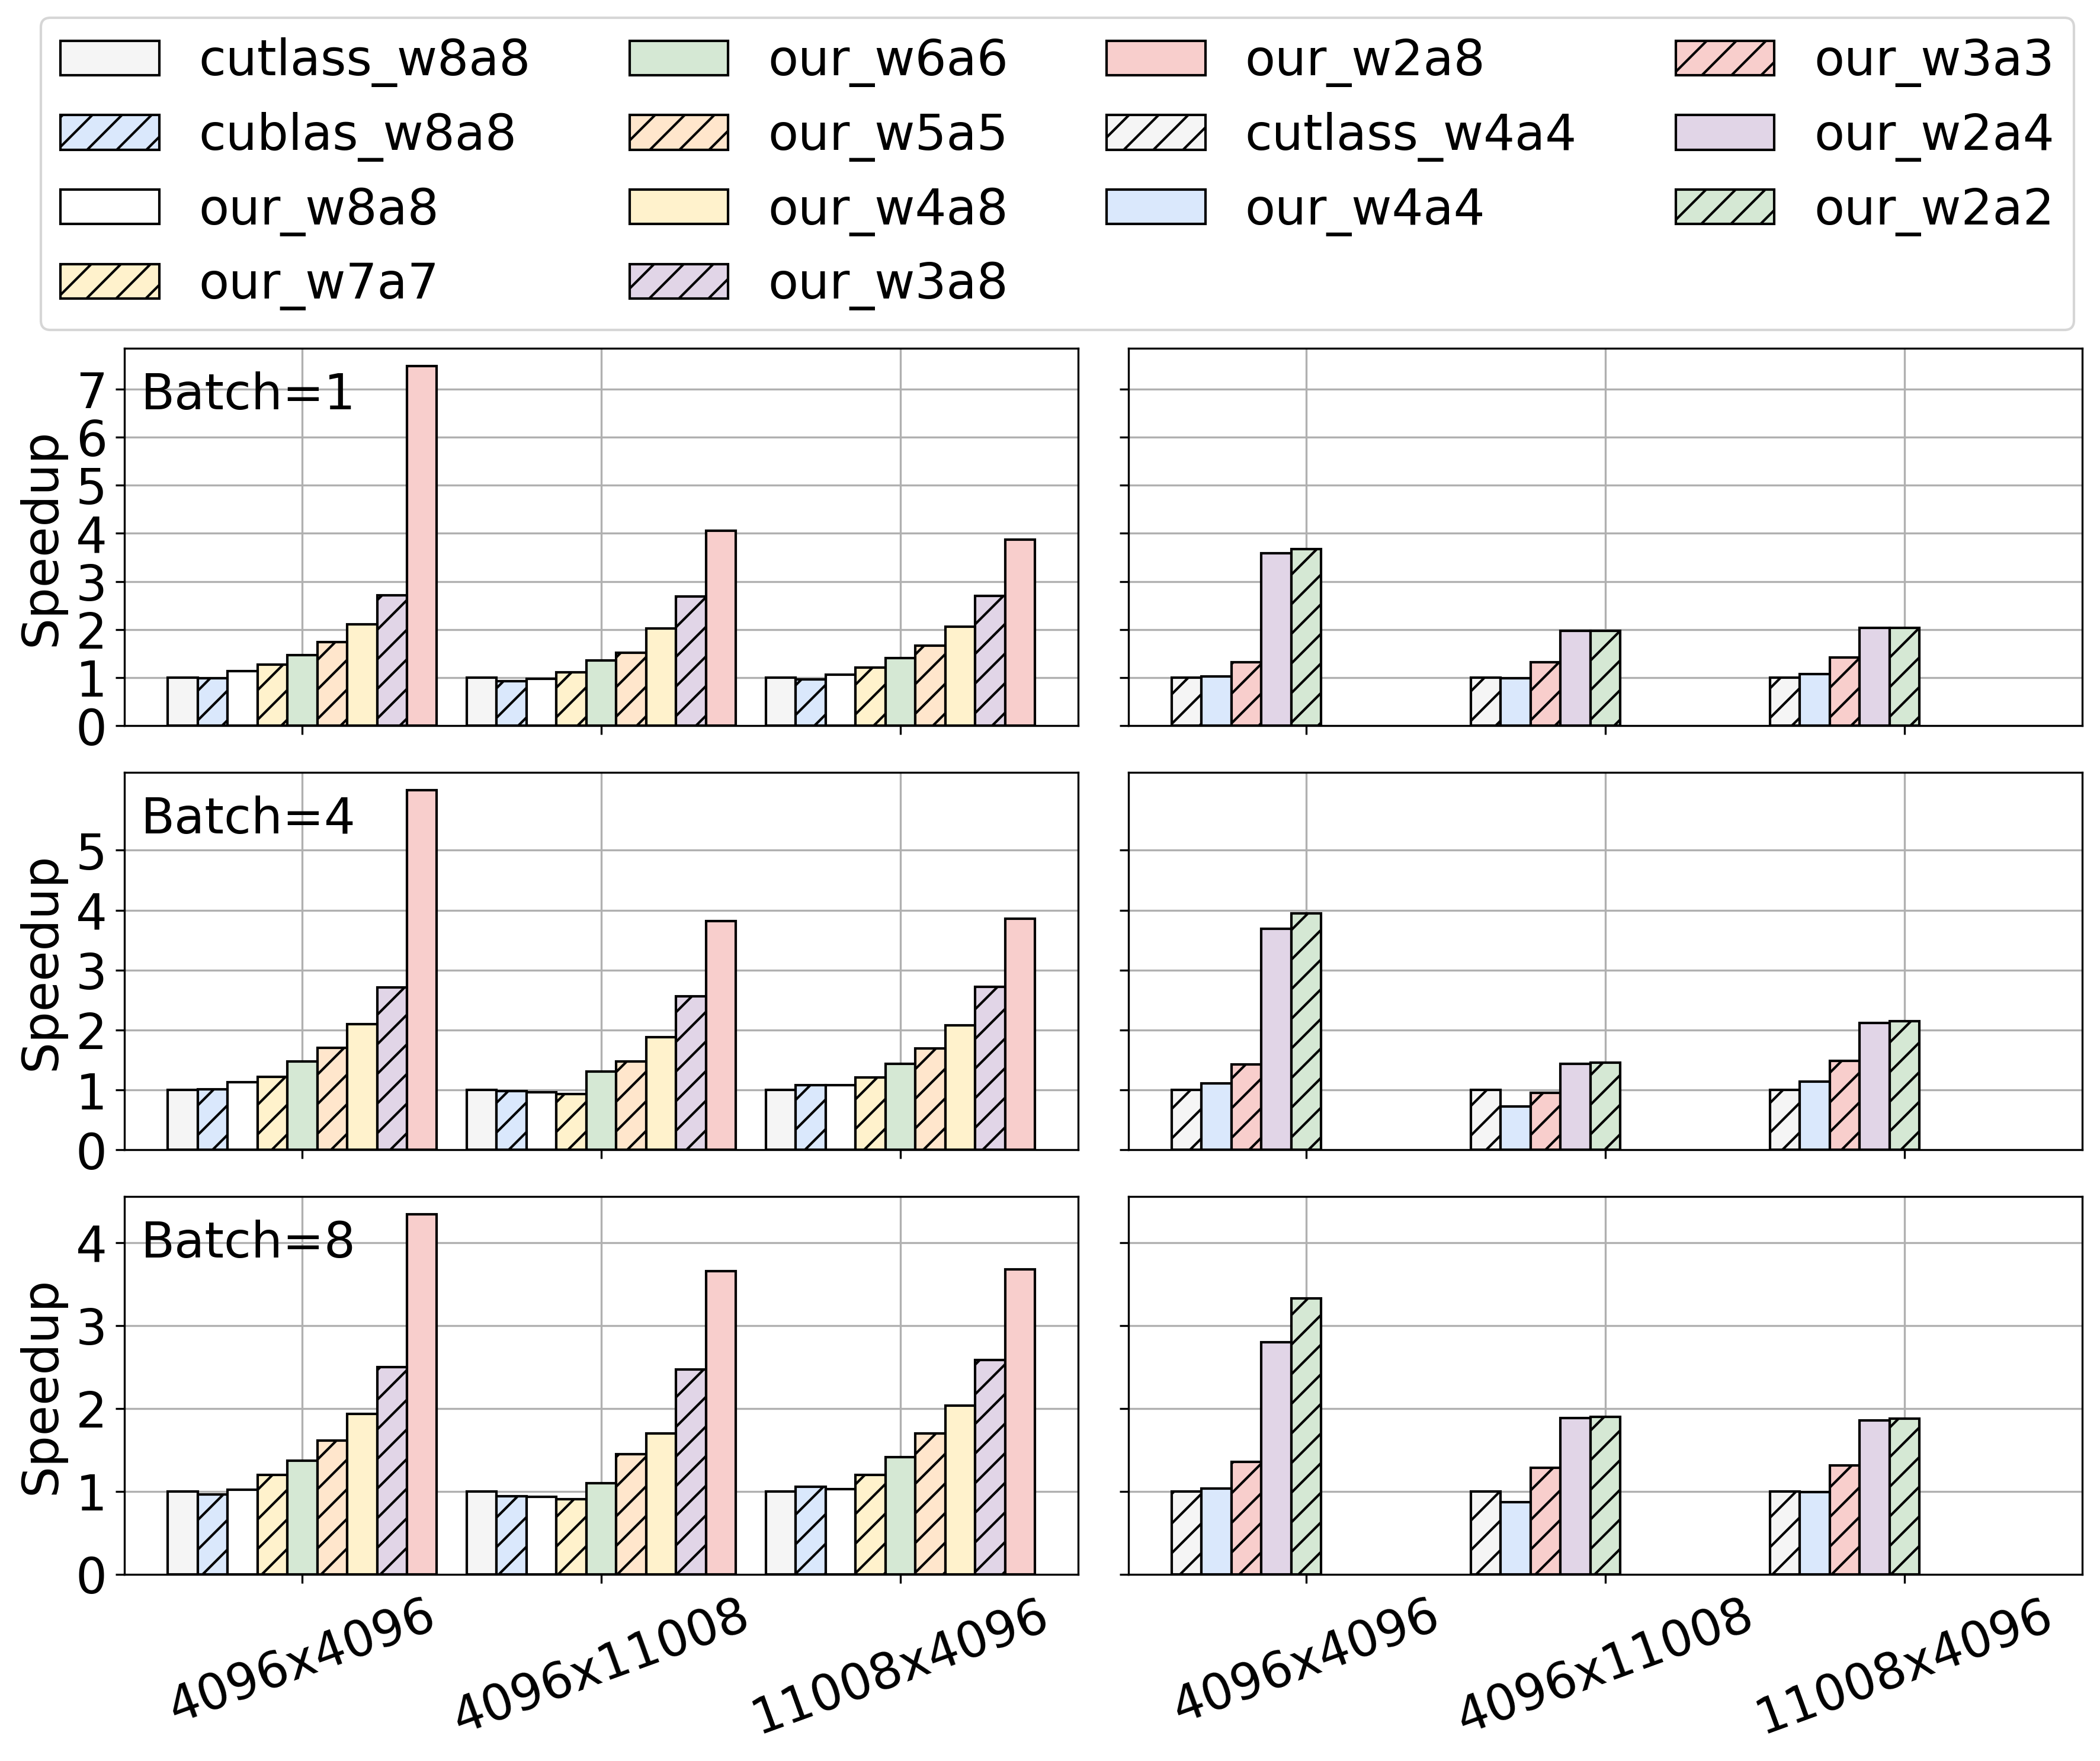 cutlass_w8a8 our_w6a6 our_w2a8 our_w3a3
cublas_w8a8 our_w5a5 cutlass_w4a4 our_w2a4
our_w8a8 our_w4a8 our_w4a4 our_w2a2
our_w7a7 our_w3a8
Batch=1
Speedup
7
6
5
4
3
2
1
0
Batch=4
Speedup
5
4
3
2
1
0
Batch=8
Speedup
4
3
2
1
0
4096x4096 4096x11008 11008x4096 4096x4096 4096x11008 11008x4096